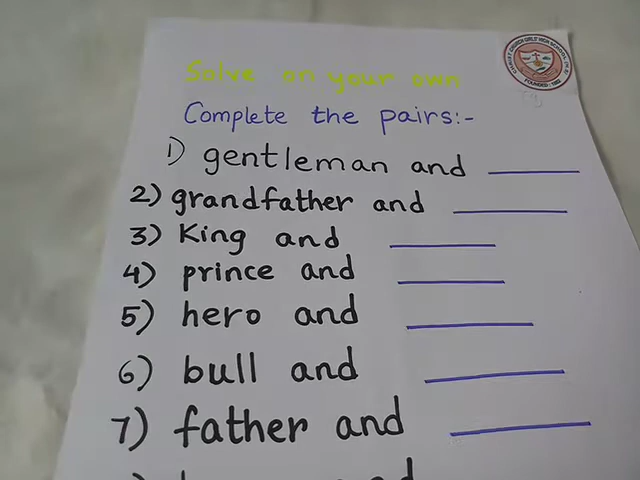 Solve on your own
Complete the pairs:-
1) gentleman and
2) grandfather and
3) King and
4) prince and
5) hero and
6) bull and
7) father and
and